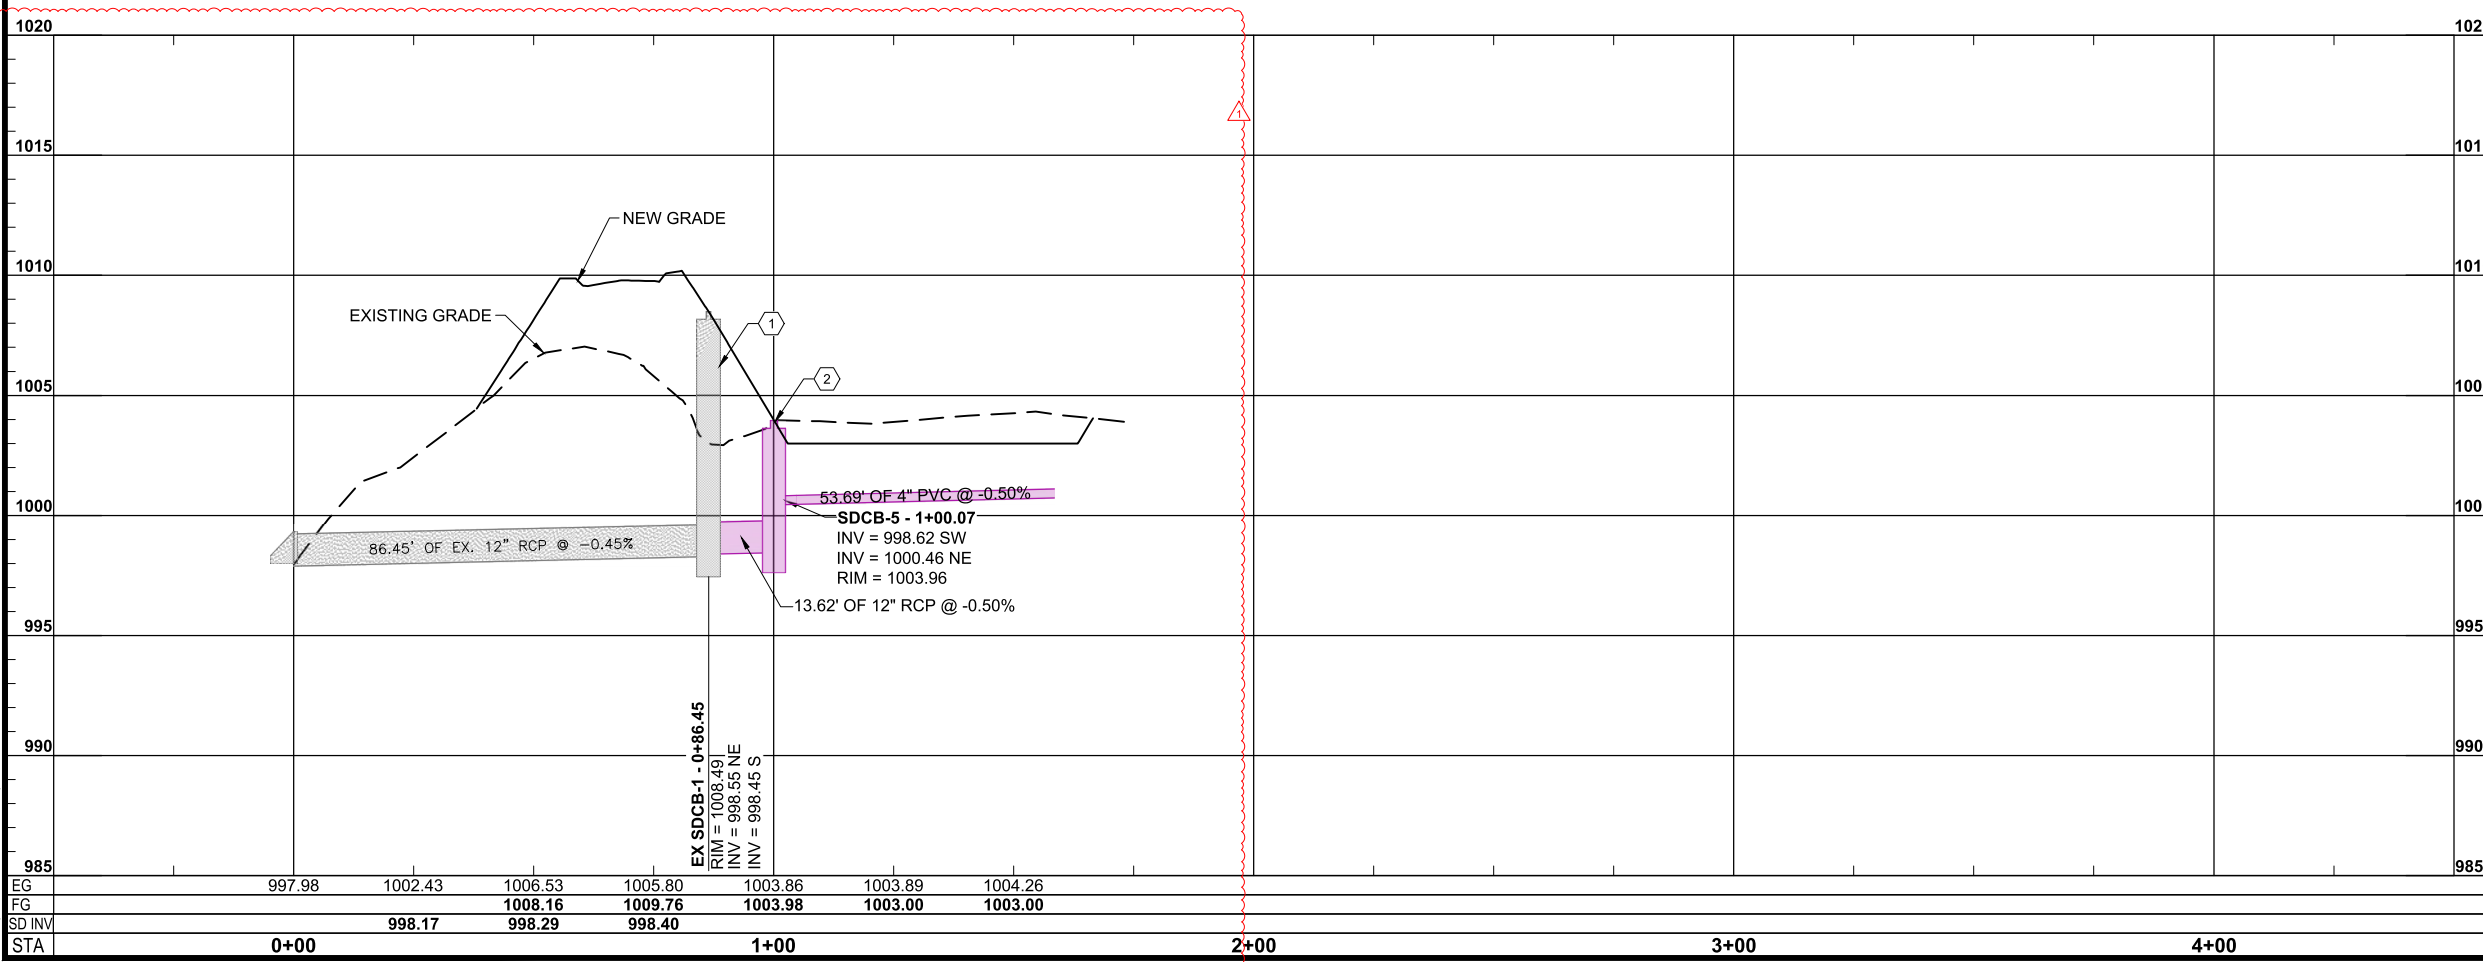 1020
102
1
1015
101
NEW GRADE
1010
101
EXISTING GRADE
1
2
1005
100
53.69' OF 4" PVC @ -0.50%
1000
100
SDCB-5 - 1+00.07
INV = 998.62 SW
INV = 1000.46 NE
RIM = 1003.96
86.45' OF EX. 12" RCP @ -0.45%
13.62' OF 12" RCP @ -0.50%
995
995
990
990
EX SDCB-1 - 0+86.45
RIM = 1008.49
INV = 998.55 NE
INV = 998.45 S
985
985
EG 997.98 1002.43 1006.53 1005.80 1003.86 1003.89 1004.26
FG 1008.16 1009.76 1003.98 1003.00 1003.00
SD INV 998.17 998.29 998.40
STA 0+00 1+00 2+00 3+00 4+00